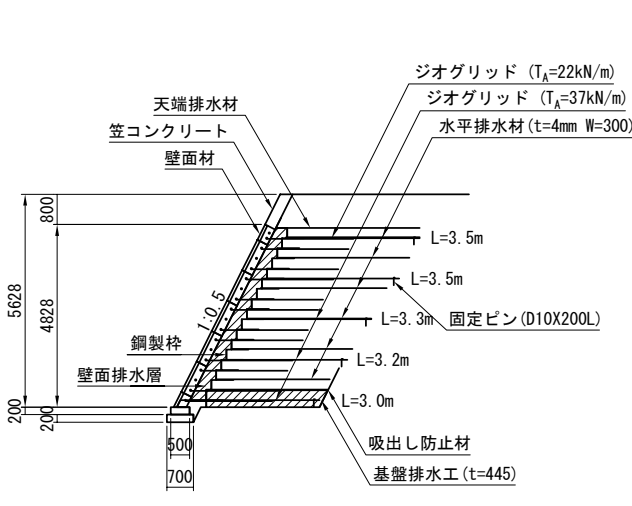 ジオグリッド (TA=22kN/m)
ジオグリッド (TA=37kN/m)
水平排水材(t=4mm W=300)
天端排水材
笠コンクリート
壁面材
800
L=3.5m
5628
4828
L=3.5m
1:0.5
L=3.3m
固定ピン(D10X200L)
鋼製枠
L=3.2m
壁面排水層
L=3.0m
200
200
500
吸出し防止材
700
基盤排水工(t=445)